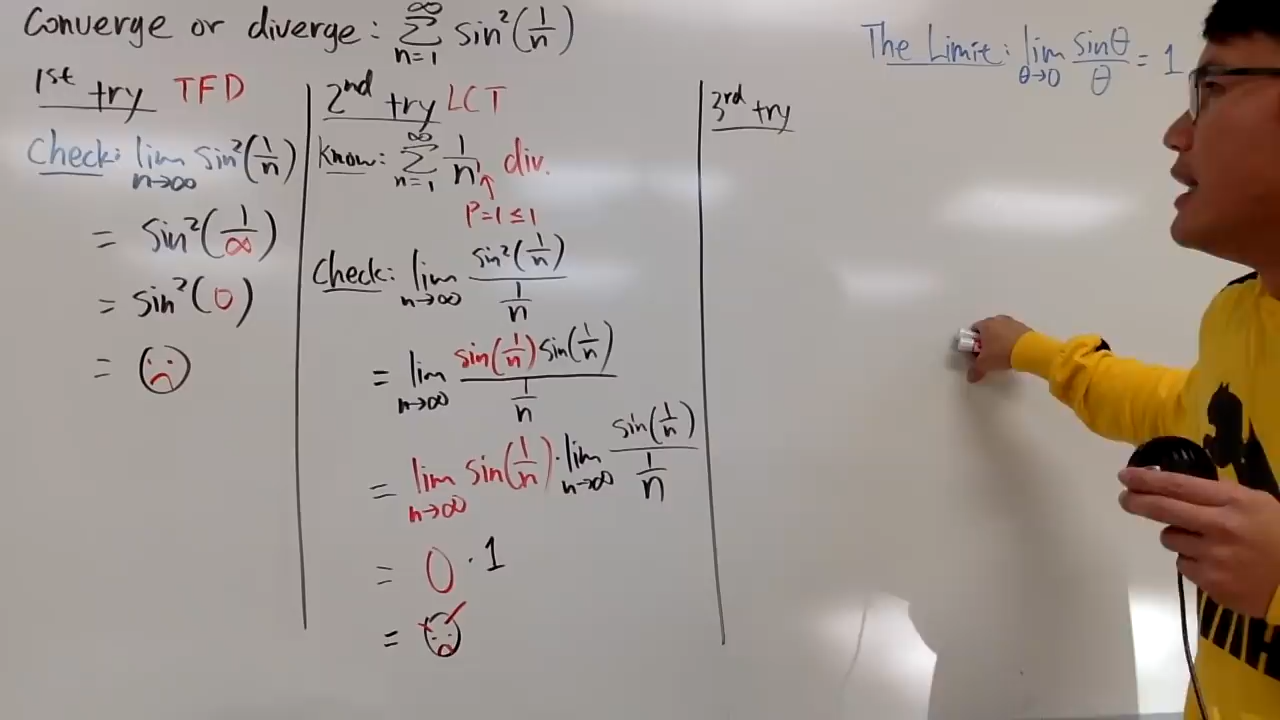 Converge or diverge: ∞ Σ n=1 sin²(1/n)
The Limit: lim θ→0 sinθ/θ = 1
1st try TFD
Check: lim n→∞ sin²(1/n)
= sin²(1/∞)
= sin²(0)
= ☹
2nd try LCT
Know: ∞ Σ n=1 1/n¹ div.
P=1≤1
Check: lim n→∞ sin²(1/n) / (1/n)
= lim n→∞ sin(1/n) sin(1/n) / (1/n)
= lim n→∞ sin(1/n) · lim n→∞ sin(1/n) / (1/n)
= 0 · 1
= ☹
3rd try